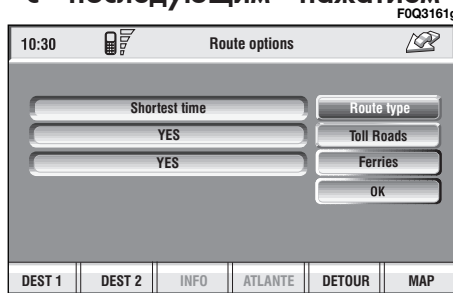 с последующим нажатием
F0Q3161g
10:30 Route options
Shortest time Route type
YES Toll Roads
YES Ferries
OK
DEST 1 DEST 2 INFO ATLANTE DETOUR MAP